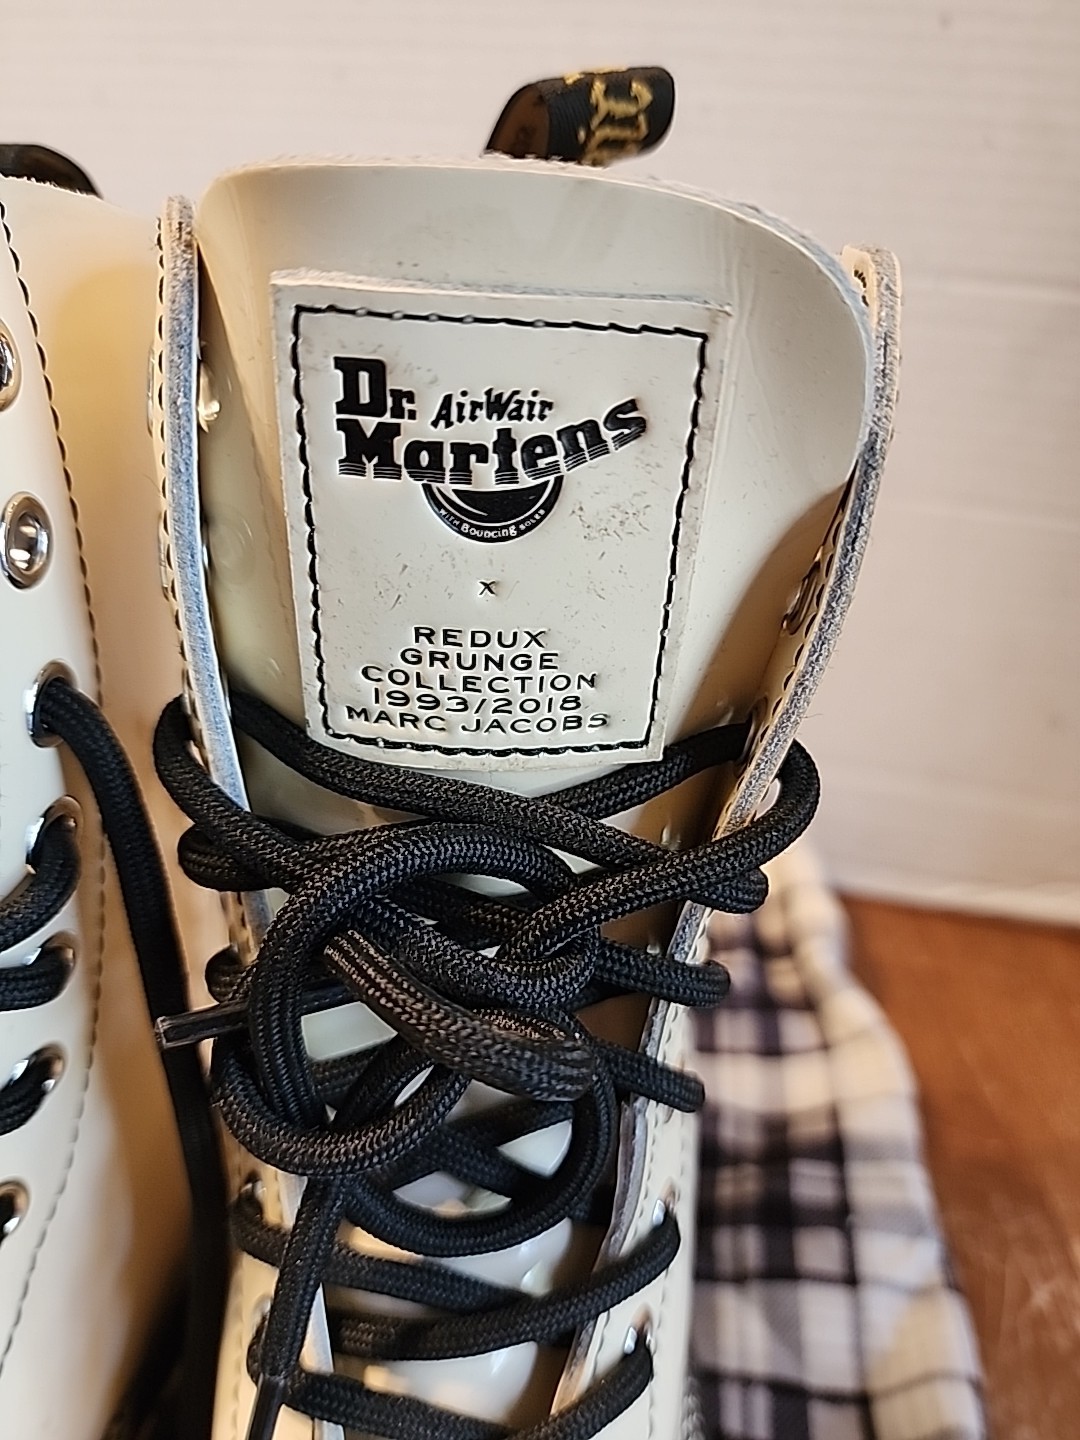 Dr. AirWair
Martens
WITH Bouncing SOLES
X
REDUX
GRUNGE
COLLECTION
1993/2018
MARC JACOBS